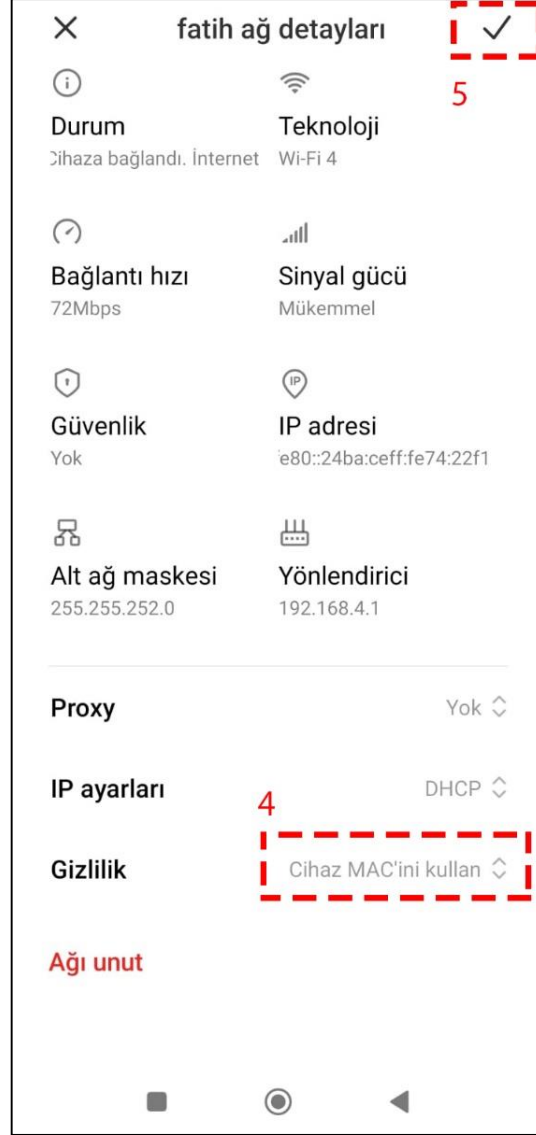 fatih ağ detayları
5
Durum Teknoloji
Cihaza bağlandı. İnternet Wi-Fi 4
Bağlantı hızı Sinyal gücü
72Mbps Mükemmel
IP
Güvenlik IP adresi
Yok fe80::24ba:ceff:fe74:22f1
Alt ağ maskesi Yönlendirici
255.255.252.0 192.168.4.1
Proxy Yok
IP ayarları DHCP
4
Gizlilik Cihaz MAC'ini kullan
Ağı unut